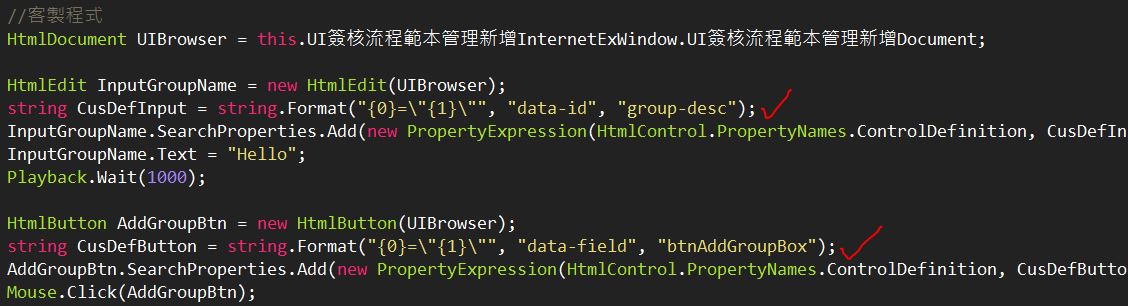 //客製程式
HtmlDocument UIBrowser = this.UI簽核流程範本管理新增InternetExWindow.UI簽核流程範本管理新增Document;
HtmlEdit InputGroupName = new HtmlEdit(UIBrowser);
string CusDefInput = string.Format("{0}=\"{1}\"", "data-id", "group-desc");
InputGroupName.SearchProperties.Add(new PropertyExpression(HtmlControl.PropertyNames.ControlDefinition, CusDefIn
InputGroupName.Text = "Hello";
Playback.Wait(1000);
HtmlButton AddGroupBtn = new HtmlButton(UIBrowser);
string CusDefButton = string.Format("{0}=\"{1}\"", "data-field", "btnAddGroupBox");
AddGroupBtn.SearchProperties.Add(new PropertyExpression(HtmlControl.PropertyNames.ControlDefinition, CusDefButto
Mouse.Click(AddGroupBtn);